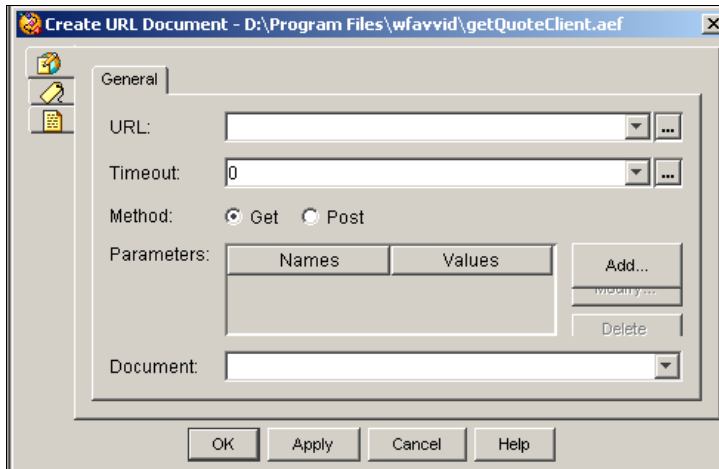 Create URL Document - D:\Program Files\wfavvid\getQuoteClient.aef
General
URL:
...
Timeout: 0
...
Method: Get Post
Parameters: Names Values
Add...
Modify...
Delete
Document:
OK Apply Cancel Help